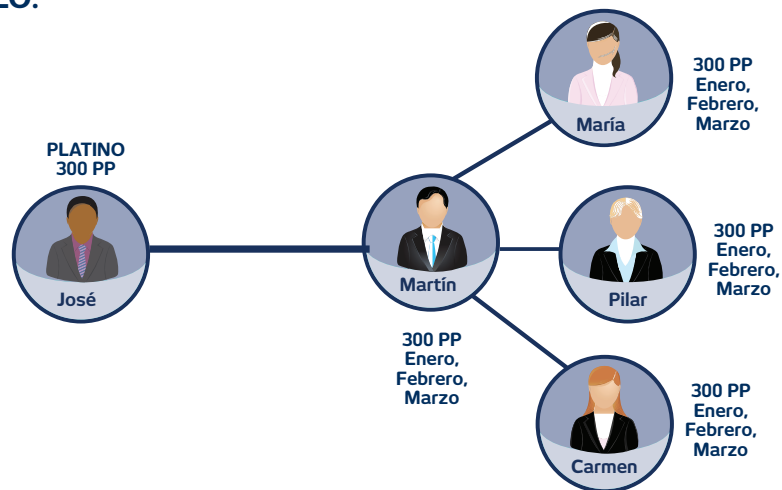 PLATINO
300 PP
José
Martín
300 PP
Enero,
Febrero,
Marzo
María
300 PP
Enero,
Febrero,
Marzo
Pilar
300 PP
Enero,
Febrero,
Marzo
Carmen
300 PP
Enero,
Febrero,
Marzo